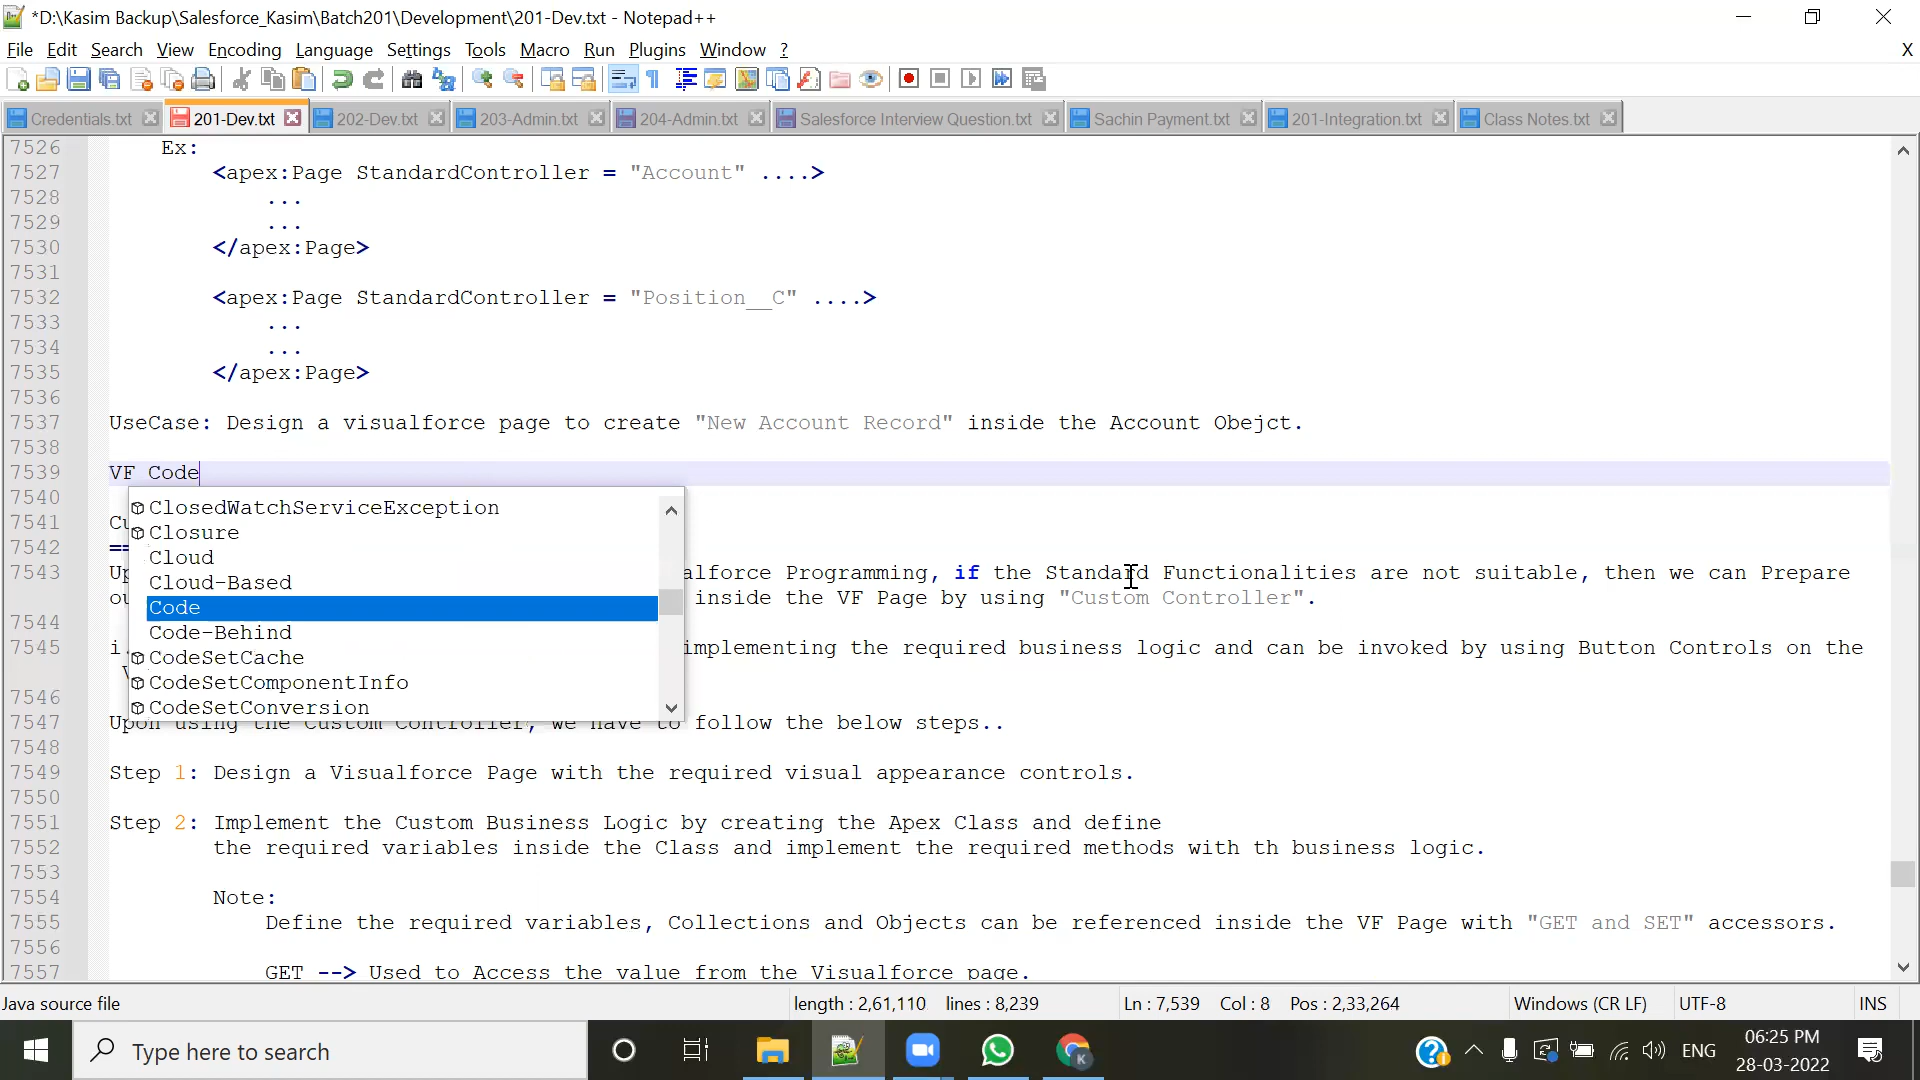 *D:\Kasim Backup\Salesforce_Kasim\Batch201\Development\201-Dev.txt - Notepad++
File Edit Search View Encoding Language Settings Tools Macro Run Plugins Window ? X
Credentials.txt 201-Dev.txt 202-Dev.txt 203-Admin.txt 204-Admin.txt Salesforce Interview Question.txt Sachin Payment.txt 201-Integration.txt Class Notes.txt
7526 Ex:
7527 <apex:Page StandardController = "Account" ....>
7528 ...
7529 ...
7530 </apex:Page>
7531
7532 <apex:Page StandardController = "Position__C" ....>
7533 ...
7534 ...
7535 </apex:Page>
7536
7537 UseCase: Design a visualforce page to create "New Account Record" inside the Account Obejct.
7538
7539 VF Code
7540
ClosedWatchServiceException
7541 Cu
Closure
7542 ==
Cloud
7543 Up alforce Programming, if the Standard Functionalities are not suitable, then we can Prepare
Cloud-Based
ou inside the VF Page by using "Custom Controller".
Code
7544
Code-Behind
7545 i. implementing the required business logic and can be invoked by using Button Controls on the
CodeSetCache
V
CodeSetComponentInfo
7546
CodeSetConversion
7547 Upon using the Custom Controller, we have to follow the below steps..
7548
7549 Step 1: Design a Visualforce Page with the required visual appearance controls.
7550
7551 Step 2: Implement the Custom Business Logic by creating the Apex Class and define
7552 the required variables inside the Class and implement the required methods with th business logic.
7553
7554 Note:
7555 Define the required variables, Collections and Objects can be referenced inside the VF Page with "GET and SET" accessors.
7556
7557 GET --> Used to Access the value from the Visualforce page.
Java source file length : 2,61,110 lines : 8,239 Ln : 7,539 Col : 8 Pos : 2,33,264 Windows (CR LF) UTF-8 INS
Type here to search
ENG
06:25 PM
28-03-2022